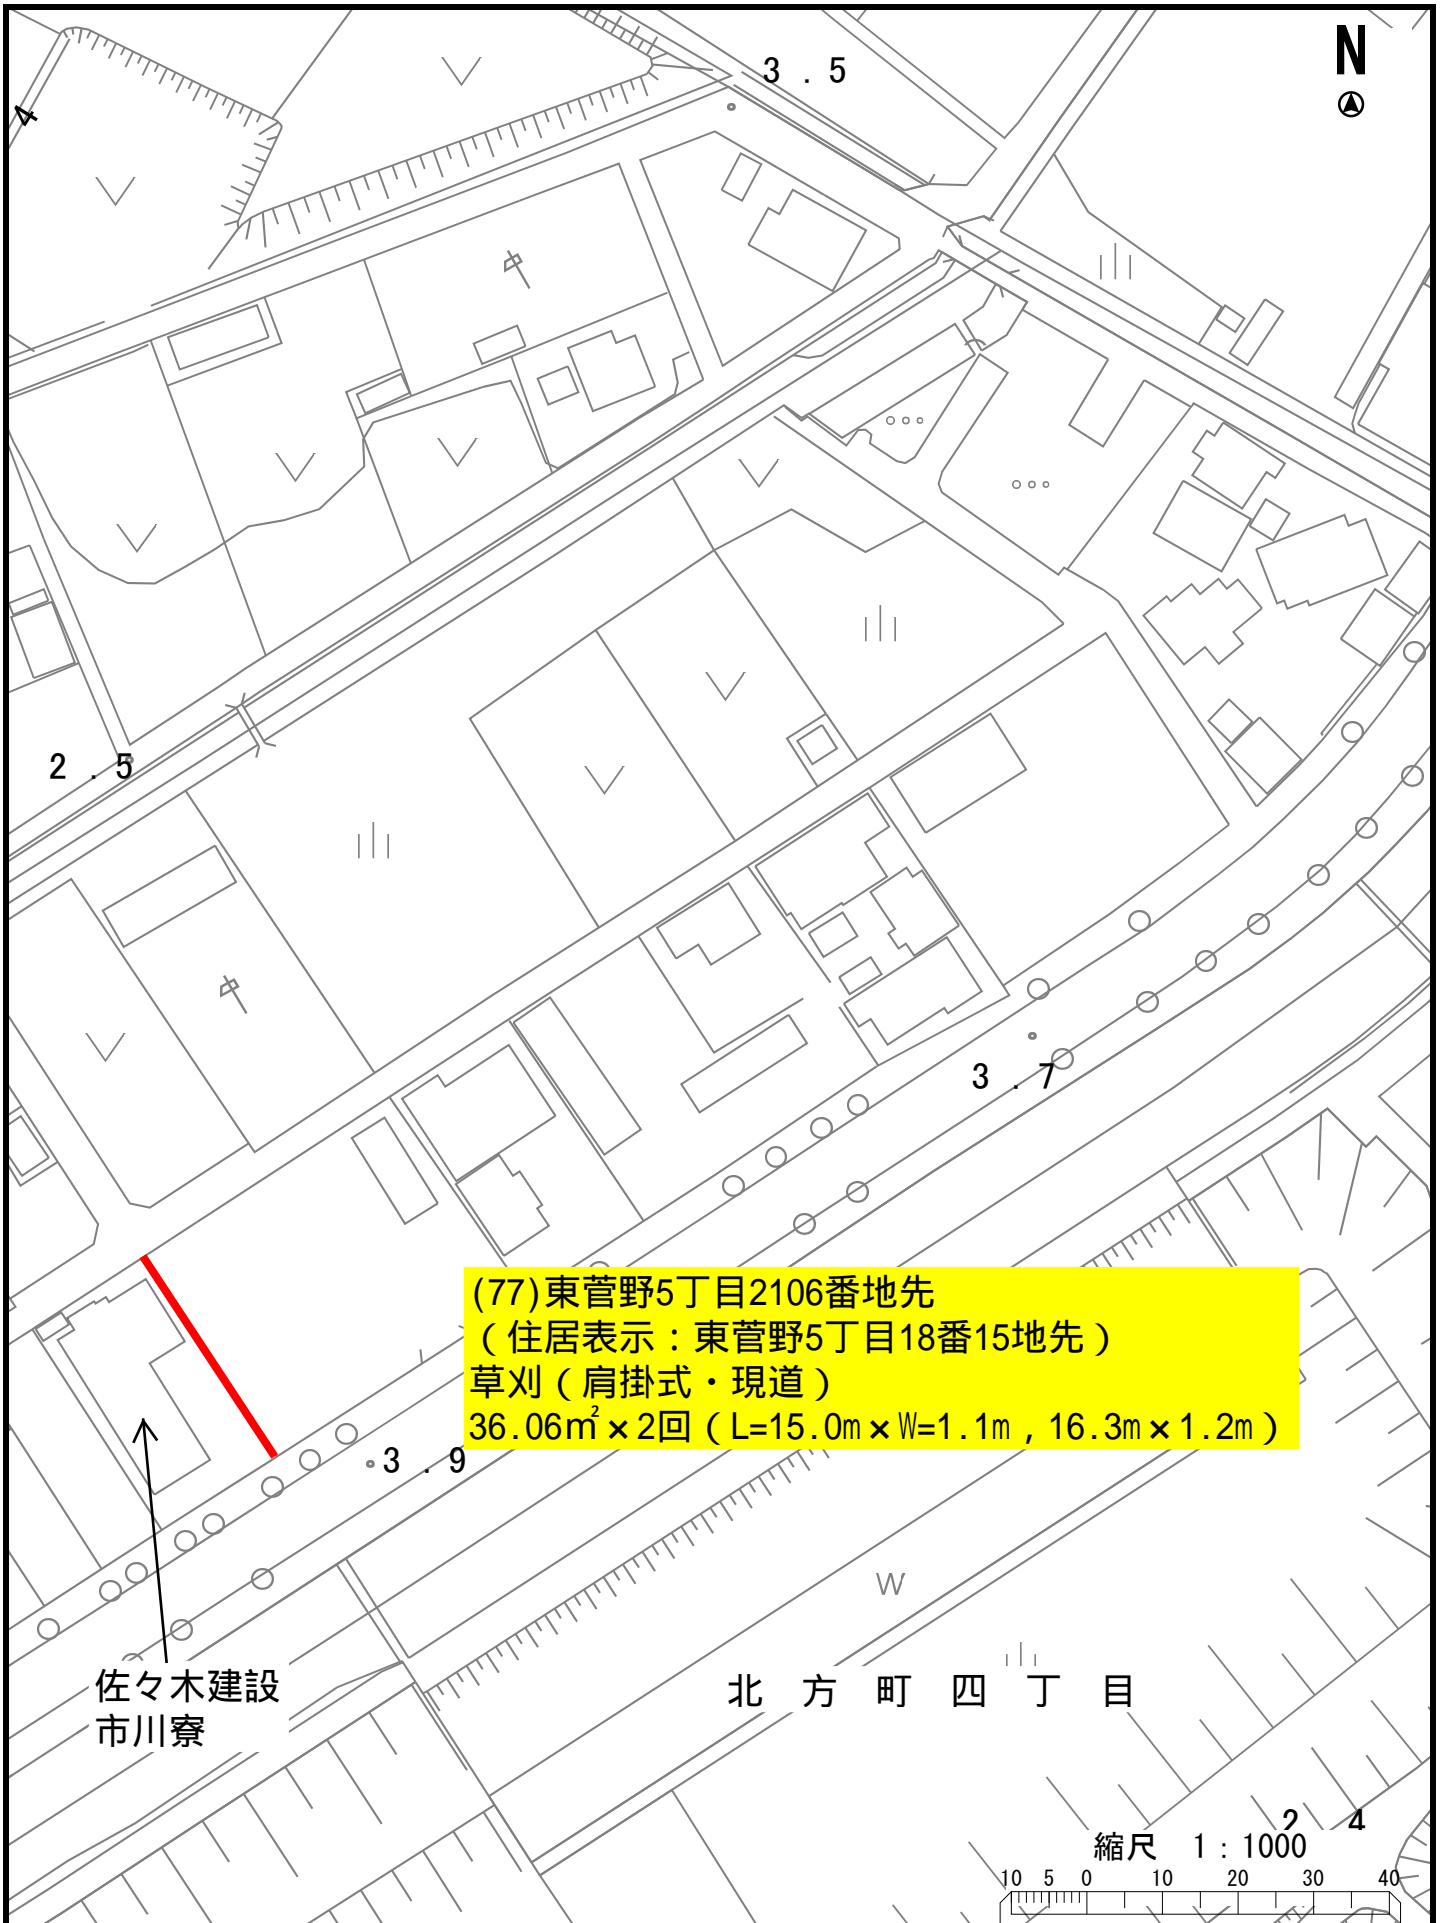 N
3.5
4
2.5
3.7
(77)東菅野5丁目2106番地先
(住居表示:東菅野5丁目18番15地先)
草刈(肩掛式・現道)
36.06㎡×2回(L=15.0m×W=1.1m,16.3m×1.2m)
3.9
W
佐々木建設
市川寮
北方町四丁目
2 4
縮尺 1:1000
10 5 0 10 20 30 40